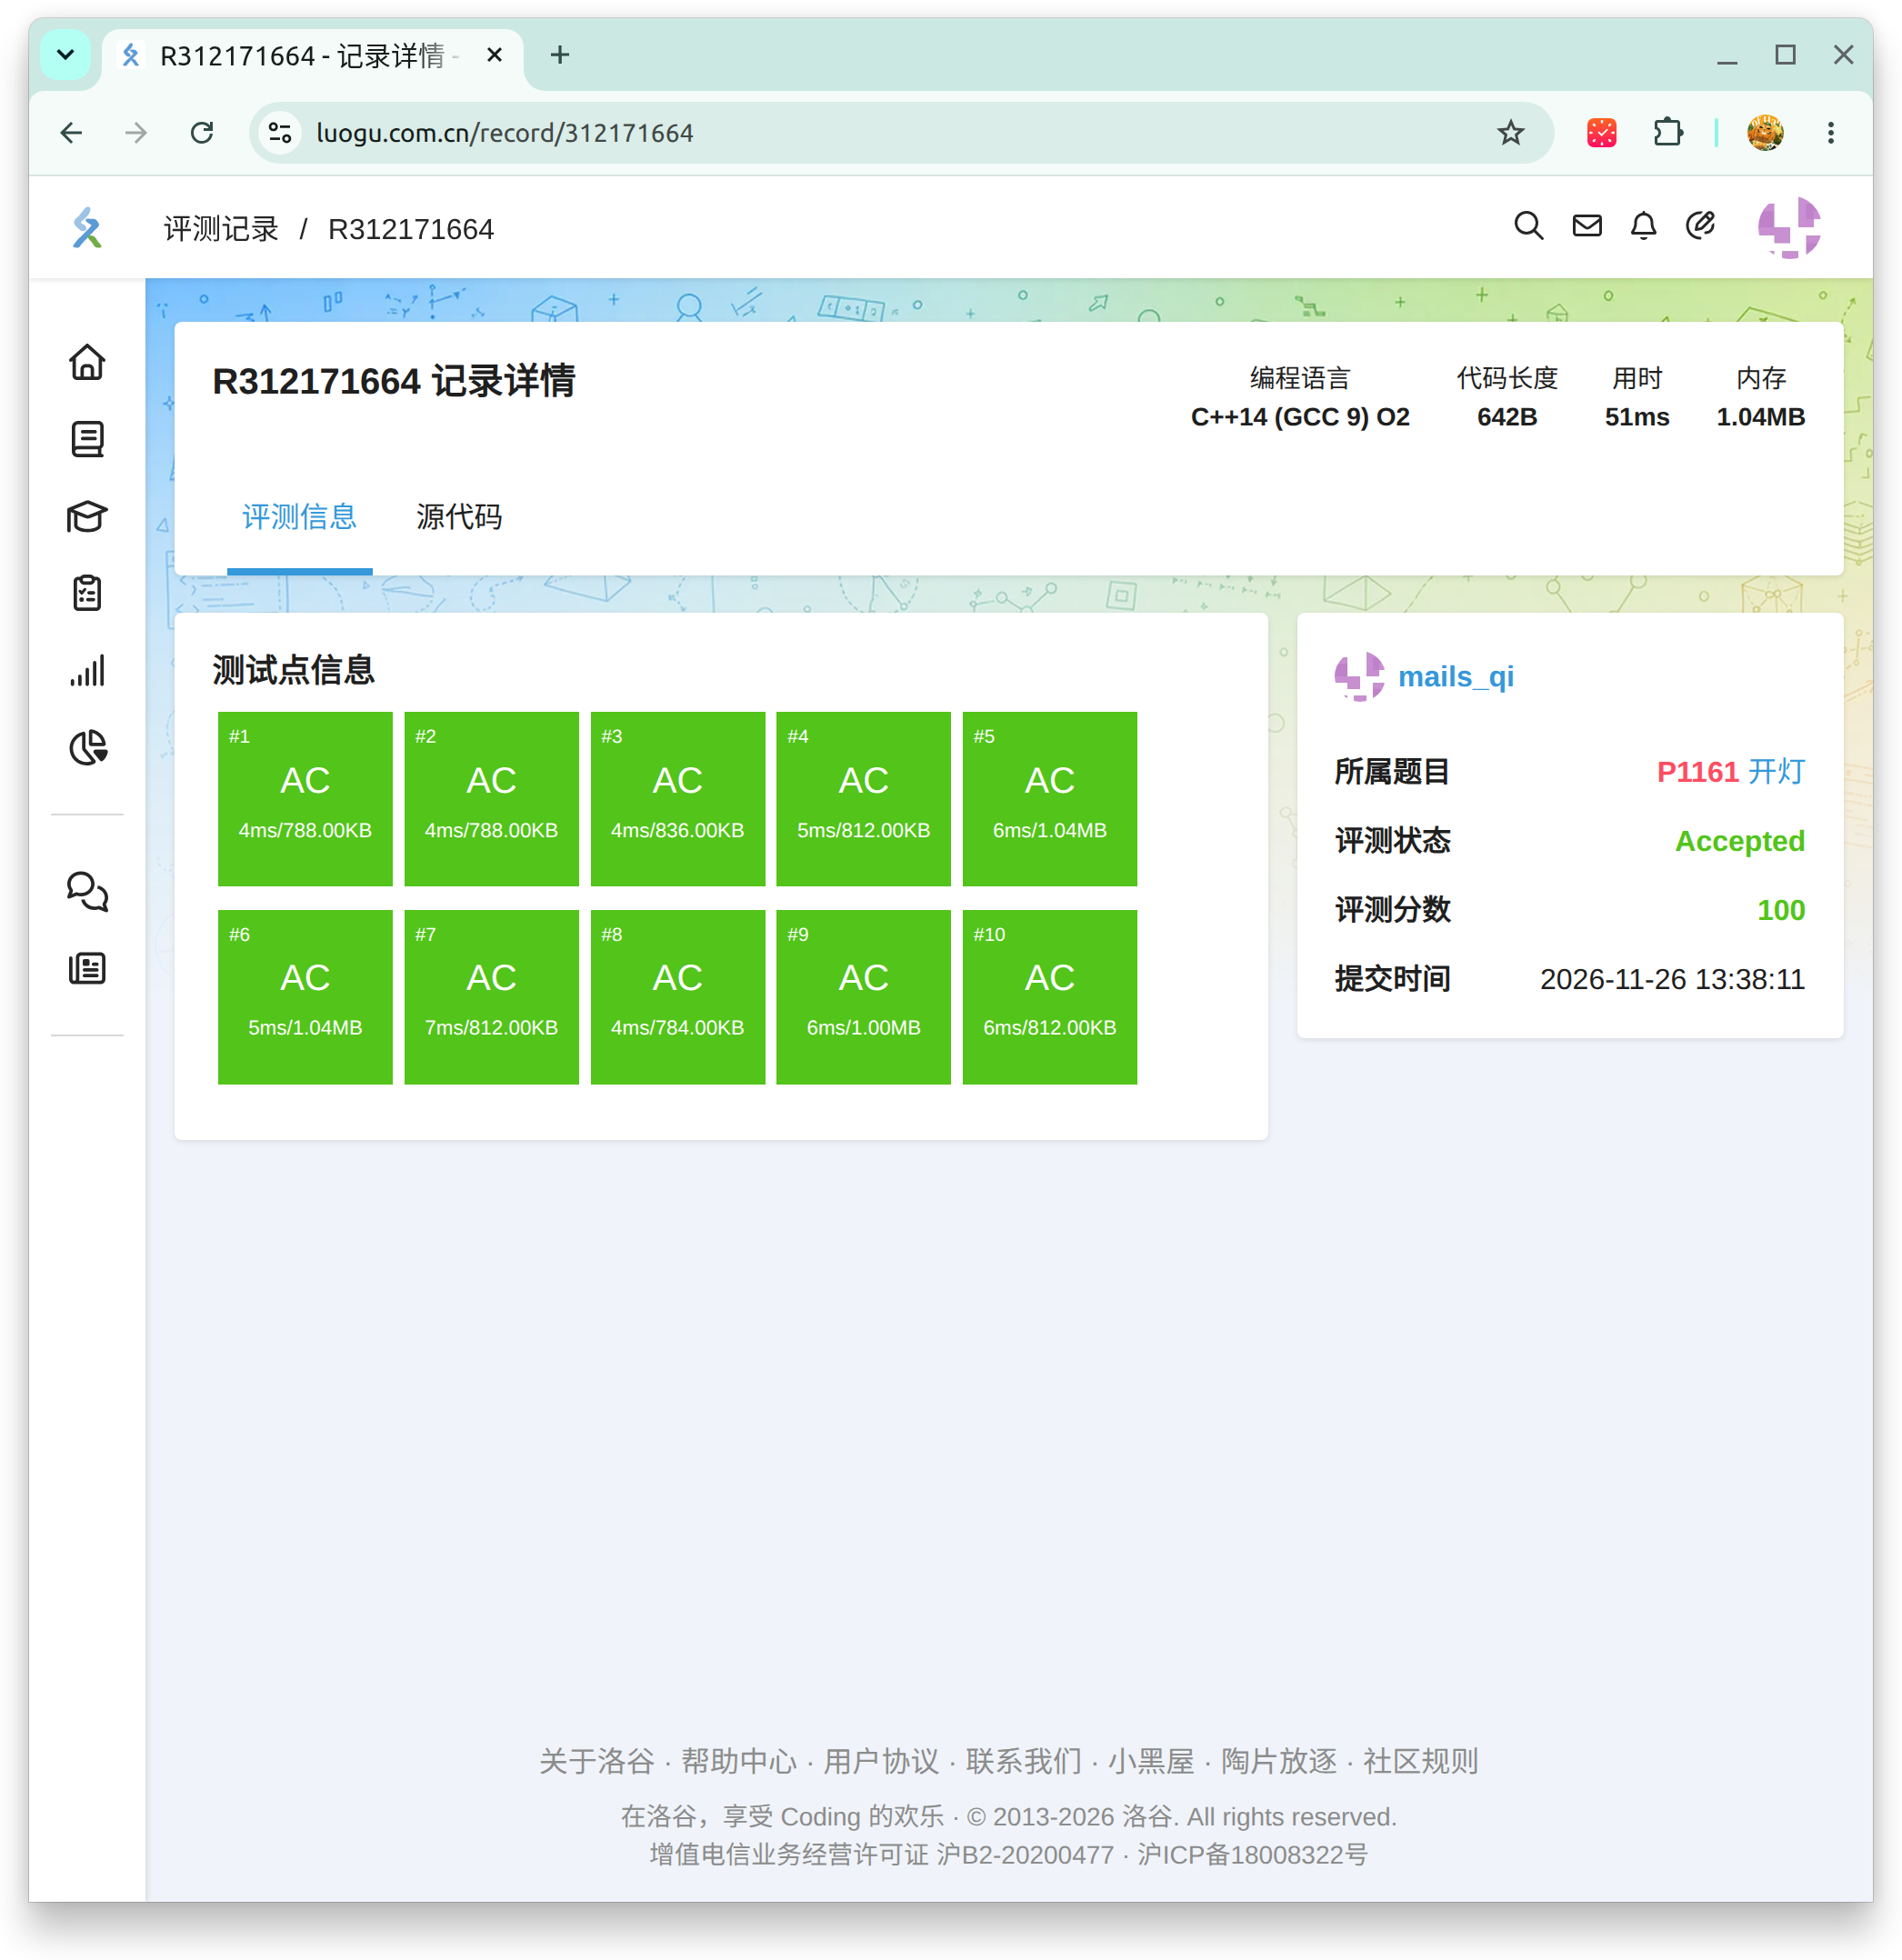 R312171664 - 记录详情 -
luogu.com.cn/record/312171664
评测记录 / R312171664
R312171664 记录详情
编程语言 代码长度 用时 内存
C++14 (GCC 9) O2 642B 51ms 1.04MB
评测信息 源代码
测试点信息
#1 #2 #3 #4 #5
AC AC AC AC AC
4ms/788.00KB 4ms/788.00KB 4ms/836.00KB 5ms/812.00KB 6ms/1.04MB
#6 #7 #8 #9 #10
AC AC AC AC AC
5ms/1.04MB 7ms/812.00KB 4ms/784.00KB 6ms/1.00MB 6ms/812.00KB
mails_qi
所属题目 P1161 开灯
评测状态 Accepted
评测分数 100
提交时间 2026-11-26 13:38:11
关于洛谷 · 帮助中心 · 用户协议 · 联系我们 · 小黑屋 · 陶片放逐 · 社区规则
在洛谷，享受 Coding 的欢乐 · © 2013-2026 洛谷. All rights reserved.
增值电信业务经营许可证 沪B2-20200477 · 沪ICP备18008322号